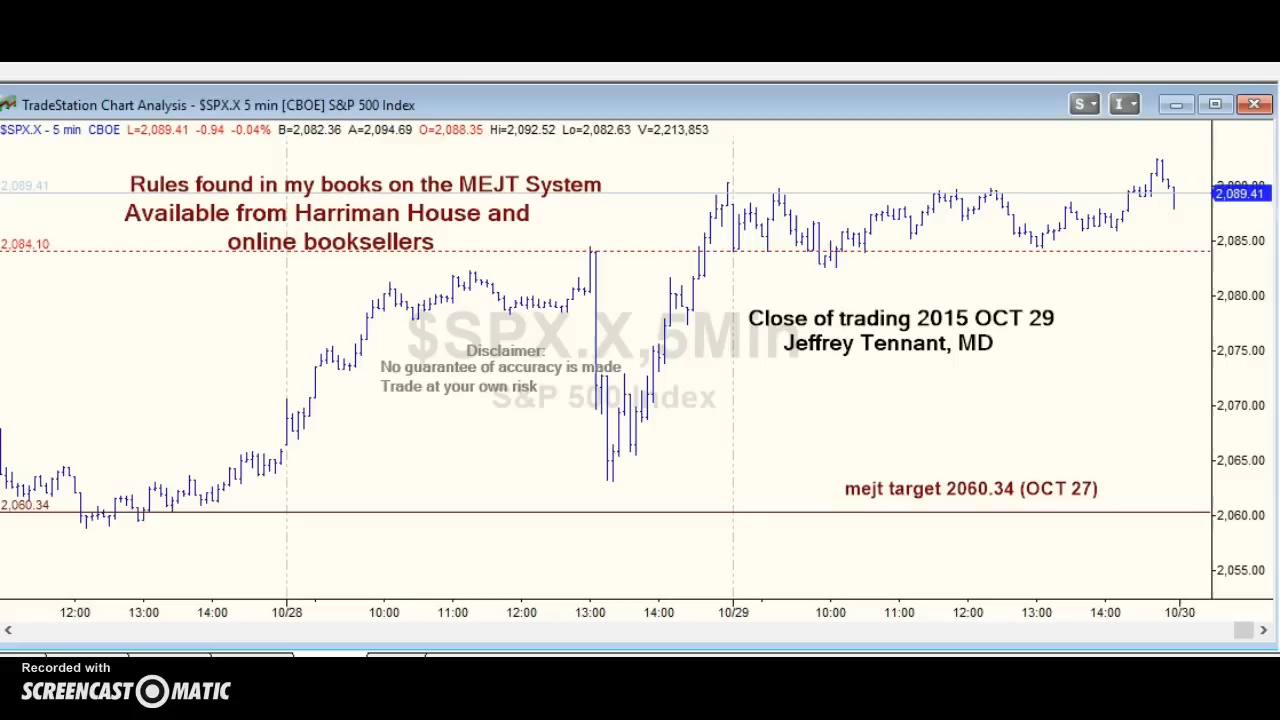 TradeStation Chart Analysis - $SPX.X 5 min [CBOE] S&P 500 Index
S I
$SPX.X - 5 min CBOE L=2,089.41 -0.94 -0.04% B=2,082.36 A=2,094.69 O=2,088.35 Hi=2,092.52 Lo=2,082.63 V=2,213,853
Rules found in my books on the MEJT System
Available from Harriman House and
online booksellers
2,089.41
2,084.10
2,060.34
$SPX.X,5Min
S&P 500 Index
Disclaimer:
No guarantee of accuracy is made
Trade at your own risk
Close of trading 2015 OCT 29
Jeffrey Tennant, MD
mejt target 2060.34 (OCT 27)
2,089.41
2,085.00
2,080.00
2,075.00
2,070.00
2,065.00
2,060.00
2,055.00
12:00 13:00 14:00 10/28 10:00 11:00 12:00 13:00 14:00 10/29 10:00 11:00 12:00 13:00 14:00 10/30
Recorded with
SCREENCAST MATIC